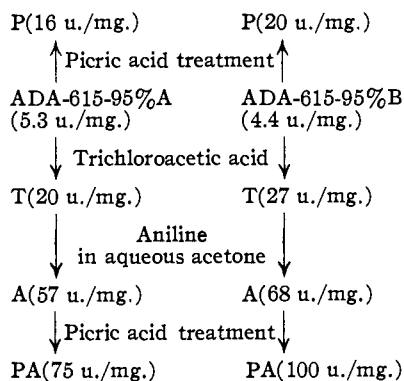 P(16 u./mg.) P(20 u./mg.)
Picric acid treatment
ADA-615-95%A ADA-615-95%B
(5.3 u./mg.) (4.4 u./mg.)
Trichloroacetic acid
T(20 u./mg.) T(27 u./mg.)
Aniline
in aqueous acetone
A(57 u./mg.) A(68 u./mg.)
Picric acid treatment
PA(75 u./mg.) PA(100 u./mg.)